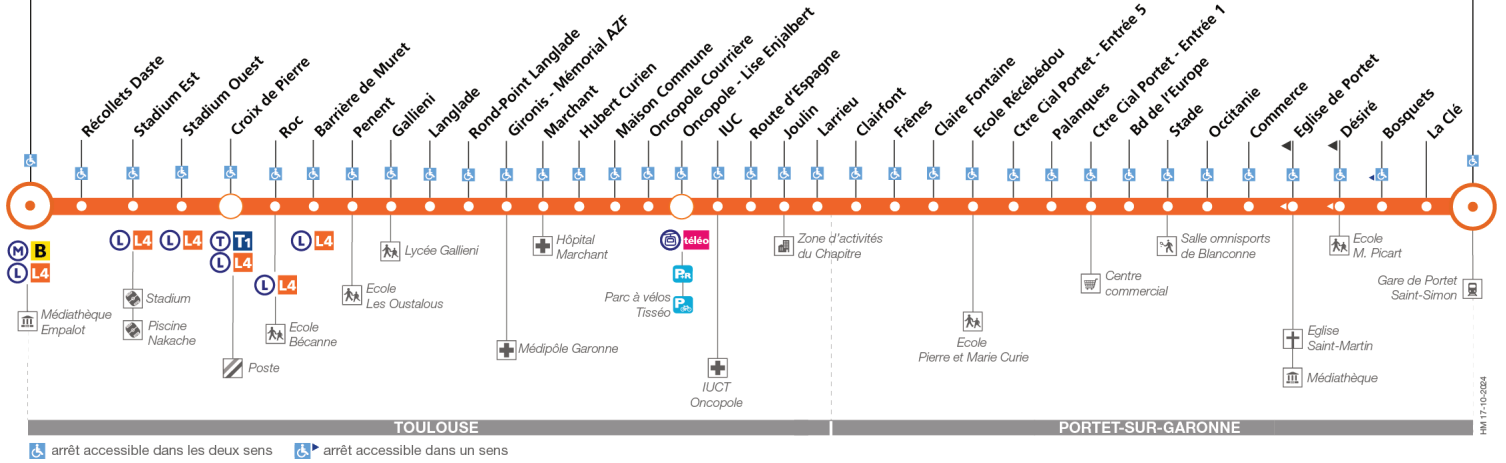 Récollets Daste
Stadium Est
Stadium Ouest
Croix de Pierre
Roc
Barrière de Muret
Penent
Gallieni
Langlade
Rond-Point Langlade
Gironis - Mémorial AZF
Marchant
Hubert Curien
Maison Commune
Oncopole Courrière
Oncopole - Lise Enjalbert
IUC
Route d'Espagne
Joulin
Larrieu
Clairfont
Frênes
Claire Fontaine
Ecole Récébédou
Ctre Cial Portet - Entrée 5
Palanques
Ctre Cial Portet - Entrée 1
Bd de l'Europe
Stade
Occitanie
Commerce
Eglise de Portet
Désiré
Bosquets
La Clé
M B
L L4
Médiathèque
Empalot
L L4
Stadium
Piscine
Nakache
L L4
T T1
L L4
Poste
L L4
Ecole
Bécanne
L L4
Ecole
Les Oustalous
Lycée Gallieni
Médipôle Garonne
Hôpital
Marchant
téléo
P+R
Parc à vélos
Tisséo
P
IUCT
Oncopole
Zone d'activités
du Chapitre
Ecole
Pierre et Marie Curie
Centre
commercial
Salle omnisports
de Blanconne
Eglise
Saint-Martin
Médiathèque
Ecole
M. Picart
Gare de Portet
Saint-Simon
HM 17-10-2024
TOULOUSE
PORTET-SUR-GARONNE
arrêt accessible dans les deux sens
arrêt accessible dans un sens